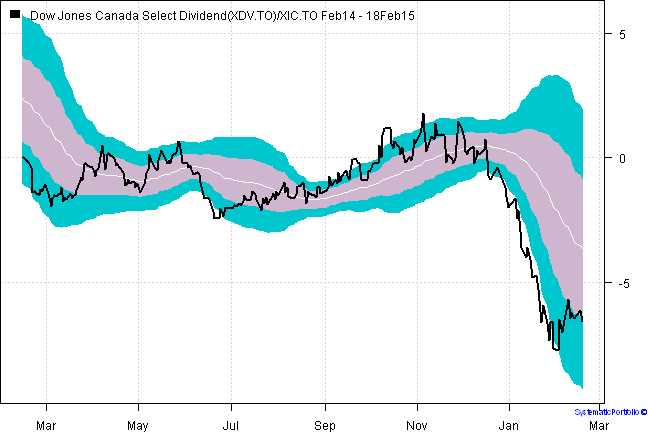 Dow Jones Canada Select Dividend(XDV.TO)/XIC.TO Feb14 - 18Feb15
5
0
-5
Mar May Jul Sep Nov Jan Mar
SystematicPortfolio ©